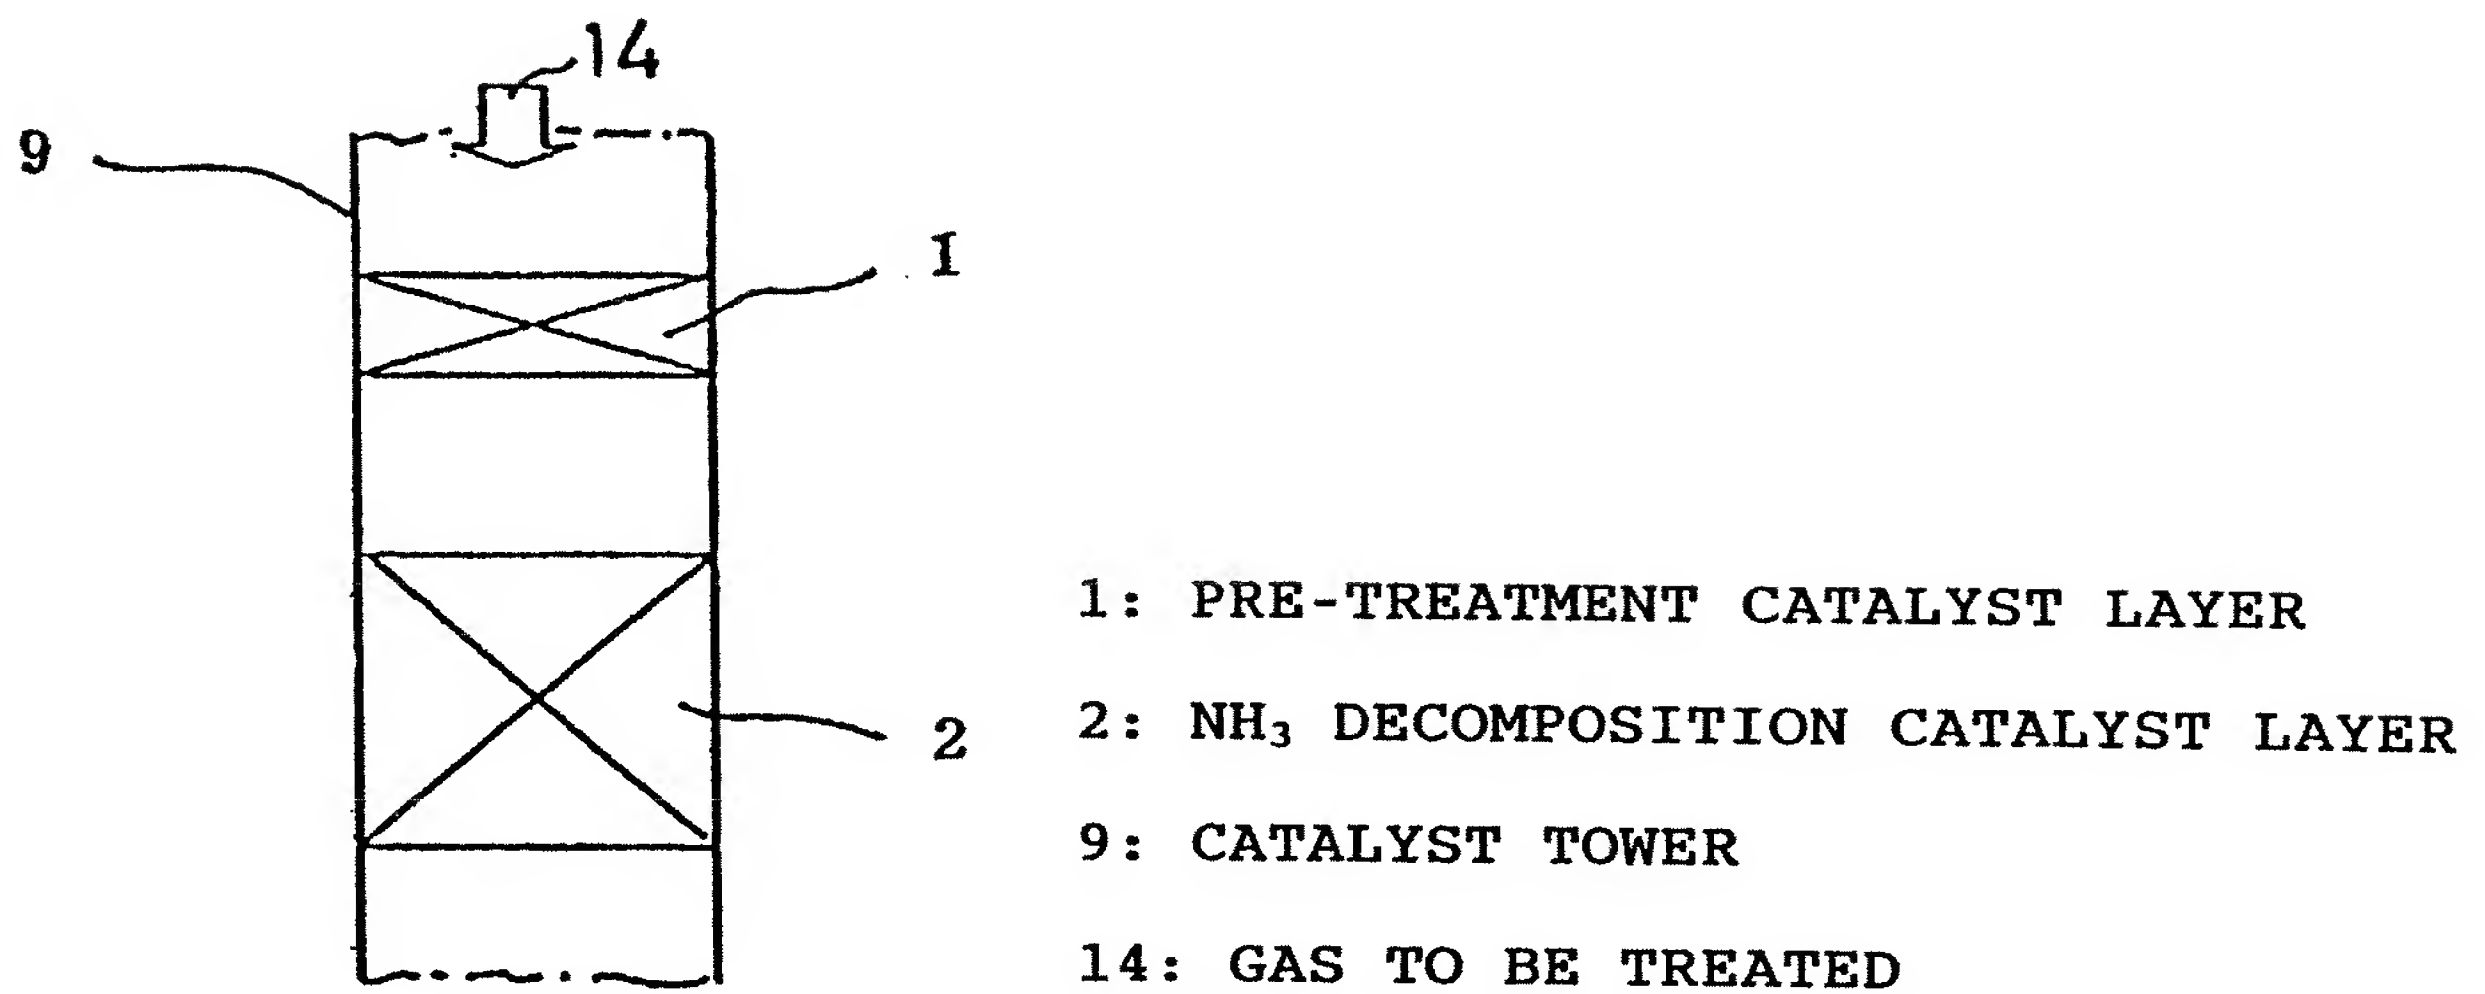 14
9
1
2
1: PRE-TREATMENT CATALYST LAYER
2: NH₃ DECOMPOSITION CATALYST LAYER
9: CATALYST TOWER
14: GAS TO BE TREATED